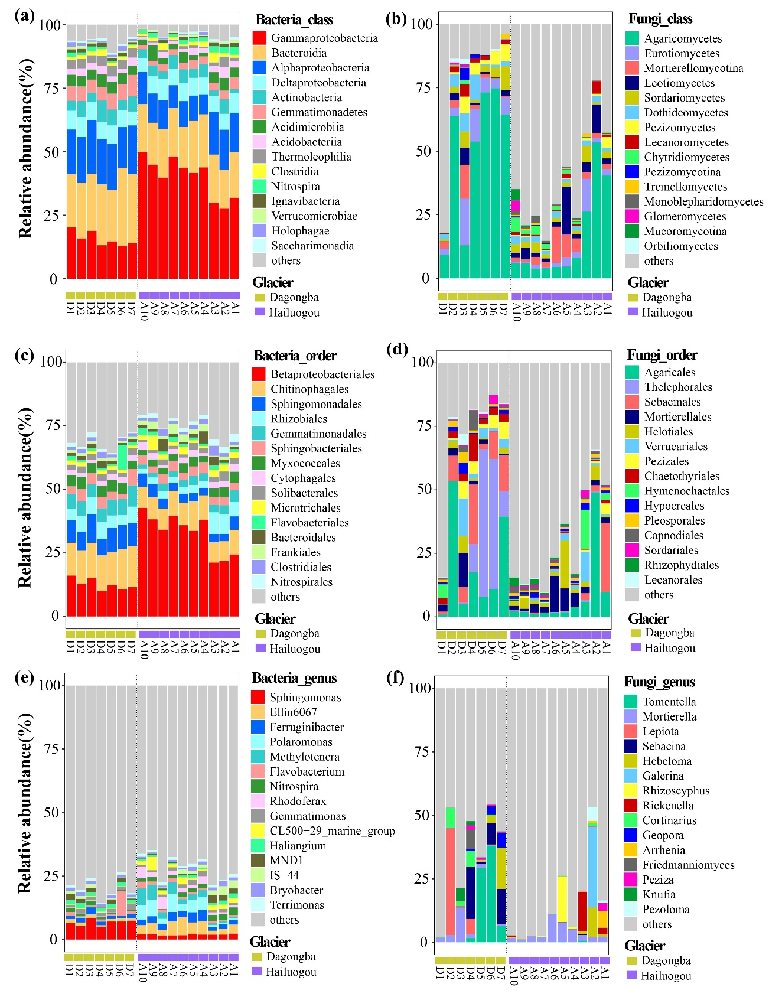 (a)
Relative abundance(%)
100
75
50
25
0
D1 D2 D3 D4 D5 D6 D7 A10 A9 A8 A7 A6 A5 A4 A3 A2 A1
Bacteria_class
Gammaproteobacteria
Bacteroidia
Alphaproteobacteria
Deltaproteobacteria
Actinobacteria
Gemmatimonadetes
Acidimicrobiia
Acidobacteriia
Thermoleophilia
Clostridia
Nitrospira
Ignavibacteria
Verrucomicrobiae
Holophagae
Saccharimonadia
others
Glacier
Dagongba
Hailuogou
(b)
100
75
50
25
0
D1 D2 D3 D4 D5 D6 D7 A10 A9 A8 A7 A6 A5 A4 A3 A2 A1
Fungi_class
Agaricomycetes
Eurotiomycetes
Mortierellomycotina
Leotiomycetes
Sordariomycetes
Dothideomycetes
Pezizomycetes
Lecanoromycetes
Chytridiomycetes
Pezizomycotina
Tremellomycetes
Monoblepharidomycetes
Glomeromycetes
Mucoromycotina
Orbiliomycetes
others
Glacier
Dagongba
Hailuogou
(c)
Relative abundance(%)
100
75
50
25
0
D1 D2 D3 D4 D5 D6 D7 A10 A9 A8 A7 A6 A5 A4 A3 A2 A1
Bacteria_order
Betaproteobacteriales
Chitinophagales
Sphingomonadales
Rhizobiales
Gemmatimonadales
Sphingobacteriales
Myxococcales
Cytophagales
Solibacterales
Microtrichales
Flavobacteriales
Bacteroidales
Frankiales
Clostridiales
Nitrospirales
others
Glacier
Dagongba
Hailuogou
(d)
100
75
50
25
0
D1 D2 D3 D4 D5 D6 D7 A10 A9 A8 A7 A6 A5 A4 A3 A2 A1
Fungi_order
Agaricales
Thelephorales
Sebacinales
Mortierellales
Helotiales
Verrucariales
Pezizales
Chaetothyriales
Hymenochaetales
Hypocreales
Pleosporales
Capnodiales
Sordariales
Rhizophydiales
Lecanorales
others
Glacier
Dagongba
Hailuogou
(e)
Relative abundance(%)
100
75
50
25
0
D1 D2 D3 D4 D5 D6 D7 A10 A9 A8 A7 A6 A5 A4 A3 A2 A1
Bacteria_genus
Sphingomonas
Ellin6067
Ferruginibacter
Polaromonas
Methylotenera
Flavobacterium
Nitrospira
Rhodoferax
Gemmatimonas
CL500−29_marine_group
Haliangium
MND1
IS−44
Bryobacter
Terrimonas
others
Glacier
Dagongba
Hailuogou
(f)
100
75
50
25
0
D1 D2 D3 D4 D5 D6 D7 A10 A9 A8 A7 A6 A5 A4 A3 A2 A1
Fungi_genus
Tomentella
Mortierella
Lepiota
Sebacina
Hebeloma
Galerina
Rhizoscyphus
Rickenella
Cortinarius
Geopora
Arrhenia
Friedmanniomyces
Peziza
Knufia
Pezoloma
others
Glacier
Dagongba
Hailuogou